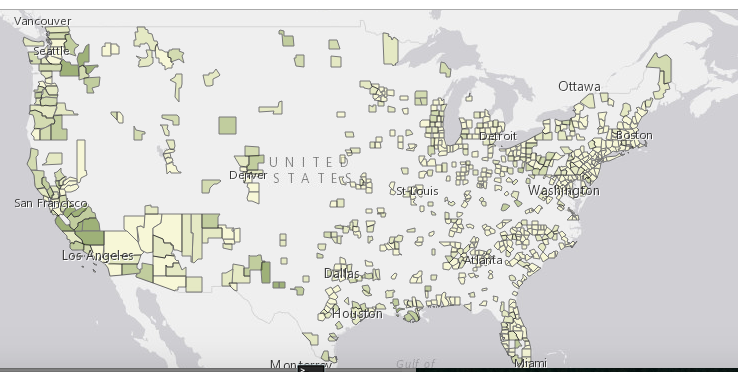 Vancouver
Seattle
Ottawa
Detroit
Boston
UNITED
STATES
Denver
St Louis
Washington
San Francisco
Los Angeles
Atlanta
Dallas
Houston
Monterrey
Gulf of
Miami